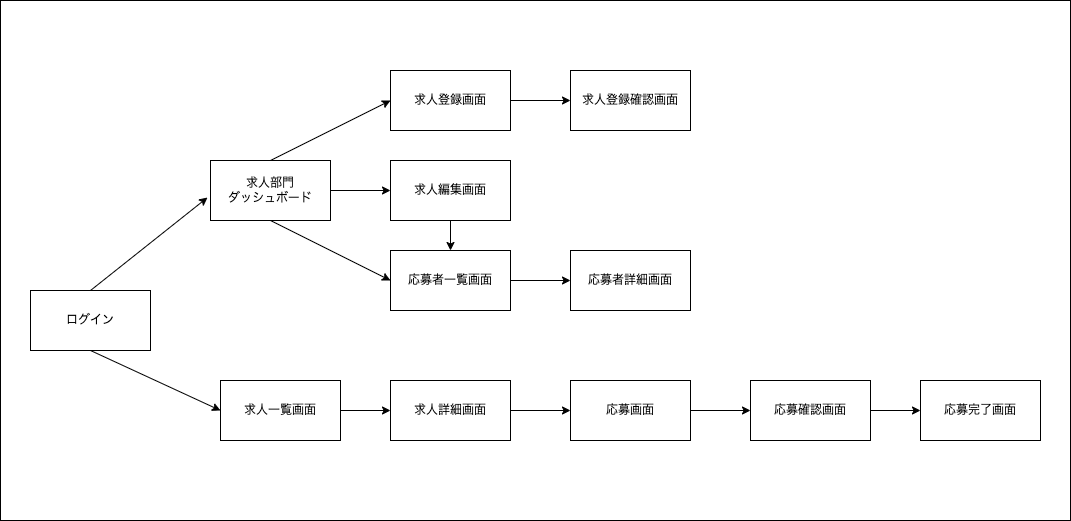 求人登録画面
求人登録確認画面
求人部門
ダッシュボード
求人編集画面
応募者一覧画面
応募者詳細画面
ログイン
求人一覧画面
求人詳細画面
応募画面
応募確認画面
応募完了画面